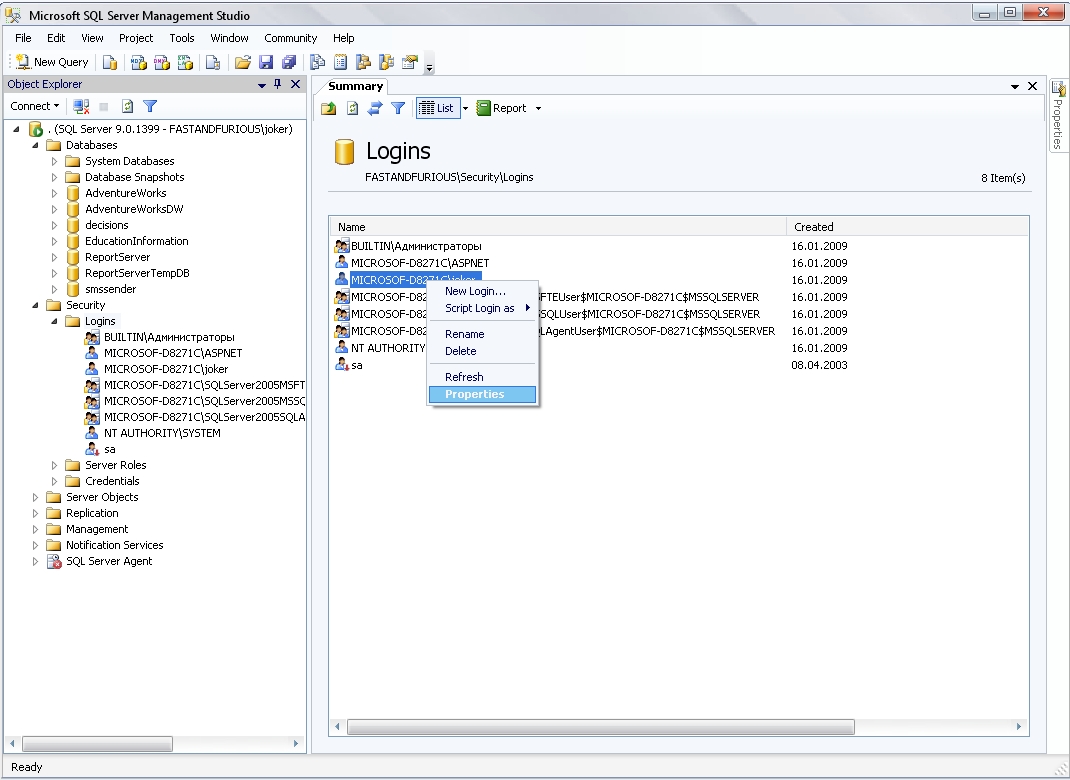 Microsoft SQL Server Management Studio
File Edit View Project Tools Window Community Help
New Query
Object Explorer
Connect
. (SQL Server 9.0.1399 - FASTANDFURIOUS\joker)
Databases
System Databases
Database Snapshots
AdventureWorks
AdventureWorksDW
decisions
EducationInformation
ReportServer
ReportServerTempDB
smssender
Security
Logins
BUILTIN\Администраторы
MICROSOF-D8271C\ASPNET
MICROSOF-D8271C\joker
MICROSOF-D8271C\SQLServer2005MSFT
MICROSOF-D8271C\SQLServer2005MSSQ
MICROSOF-D8271C\SQLServer2005SQLA
NT AUTHORITY\SYSTEM
sa
Server Roles
Credentials
Server Objects
Replication
Management
Notification Services
SQL Server Agent
Summary
List Report
Logins
FASTANDFURIOUS\Security\Logins 8 Item(s)
Name Created
BUILTIN\Администраторы 16.01.2009
MICROSOF-D8271C\ASPNET 16.01.2009
MICROSOF-D8271C\joker 16.01.2009
MICROSOF-D82 FTEUser$MICROSOF-D8271C$MSSQLSERVER 16.01.2009
MICROSOF-D82 SQLUser$MICROSOF-D8271C$MSSQLSERVER 16.01.2009
MICROSOF-D82 LAgentUser$MICROSOF-D8271C$MSSQLSERVER 16.01.2009
NT AUTHORITY 16.01.2009
sa 08.04.2003
New Login...
Script Login as
Rename
Delete
Refresh
Properties
Properties
Ready